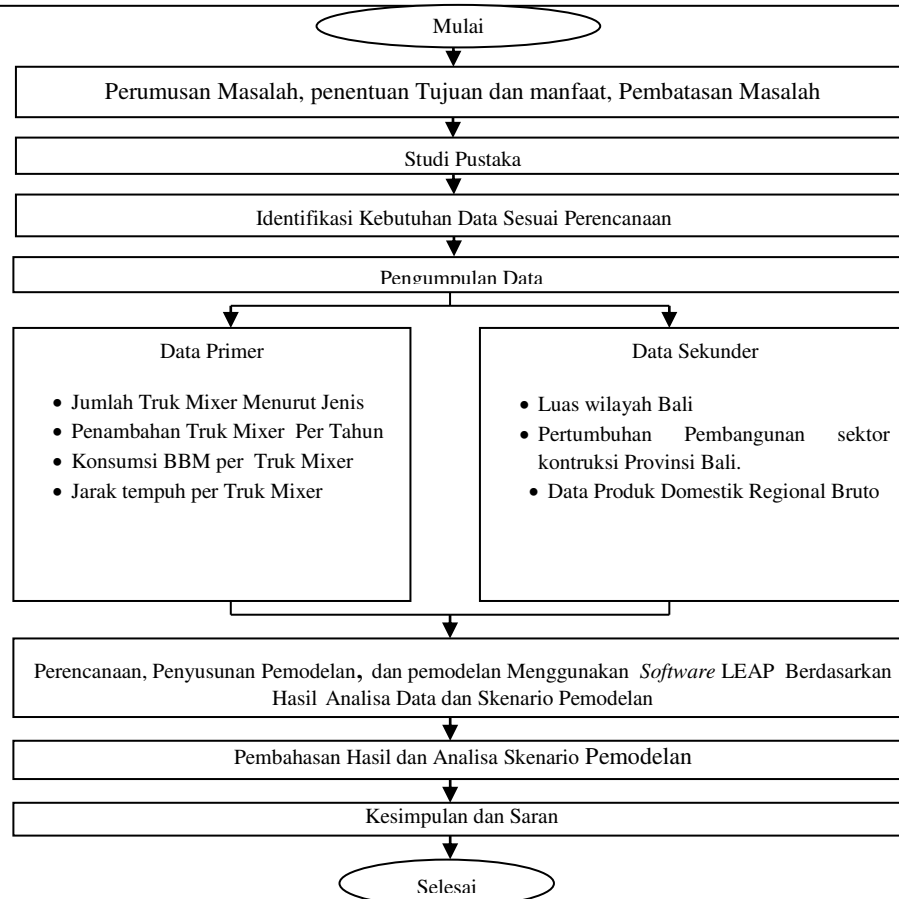 Mulai
Perumusan Masalah, penentuan Tujuan dan manfaat, Pembatasan Masalah
Studi Pustaka
Identifikasi Kebutuhan Data Sesuai Perencanaan
Pengumpulan Data
Data Primer
• Jumlah Truk Mixer Menurut Jenis
• Penambahan Truk Mixer Per Tahun
• Konsumsi BBM per Truk Mixer
• Jarak tempuh per Truk Mixer
Data Sekunder
• Luas wilayah Bali
• Pertumbuhan Pembangunan sektor
kontruksi Provinsi Bali.
• Data Produk Domestik Regional Bruto
Perencanaan, Penyusunan Pemodelan, dan pemodelan Menggunakan Software LEAP Berdasarkan
Hasil Analisa Data dan Skenario Pemodelan
Pembahasan Hasil dan Analisa Skenario Pemodelan
Kesimpulan dan Saran
Selesai